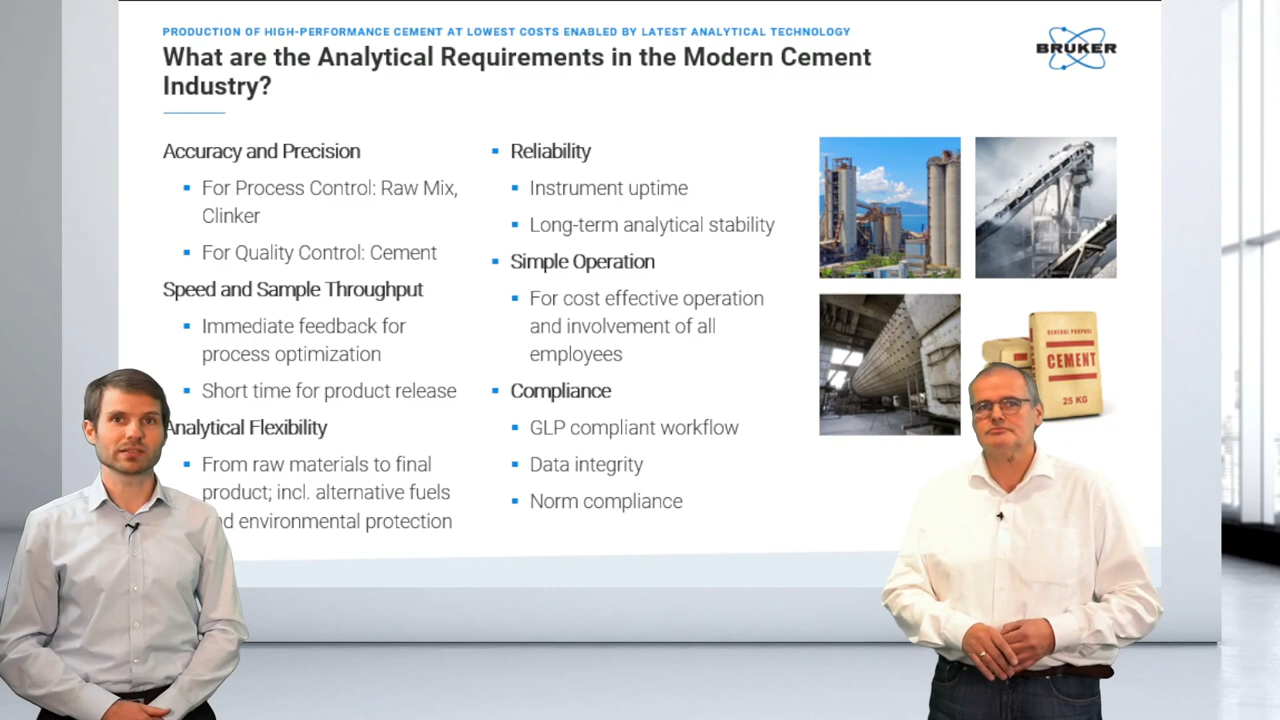 PRODUCTION OF HIGH-PERFORMANCE CEMENT AT LOWEST COSTS ENABLED BY LATEST ANALYTICAL TECHNOLOGY
What are the Analytical Requirements in the Modern Cement
Industry?
BRUKER
Accuracy and Precision
For Process Control: Raw Mix,
Clinker
For Quality Control: Cement
Speed and Sample Throughput
Immediate feedback for
process optimization
Short time for product release
Analytical Flexibility
From raw materials to final
product; incl. alternative fuels
nd environmental protection
Reliability
Instrument uptime
Long-term analytical stability
Simple Operation
For cost effective operation
and involvement of all
employees
Compliance
GLP compliant workflow
Data integrity
Norm compliance
GENERAL PURPOSE
CEMENT
25 KG